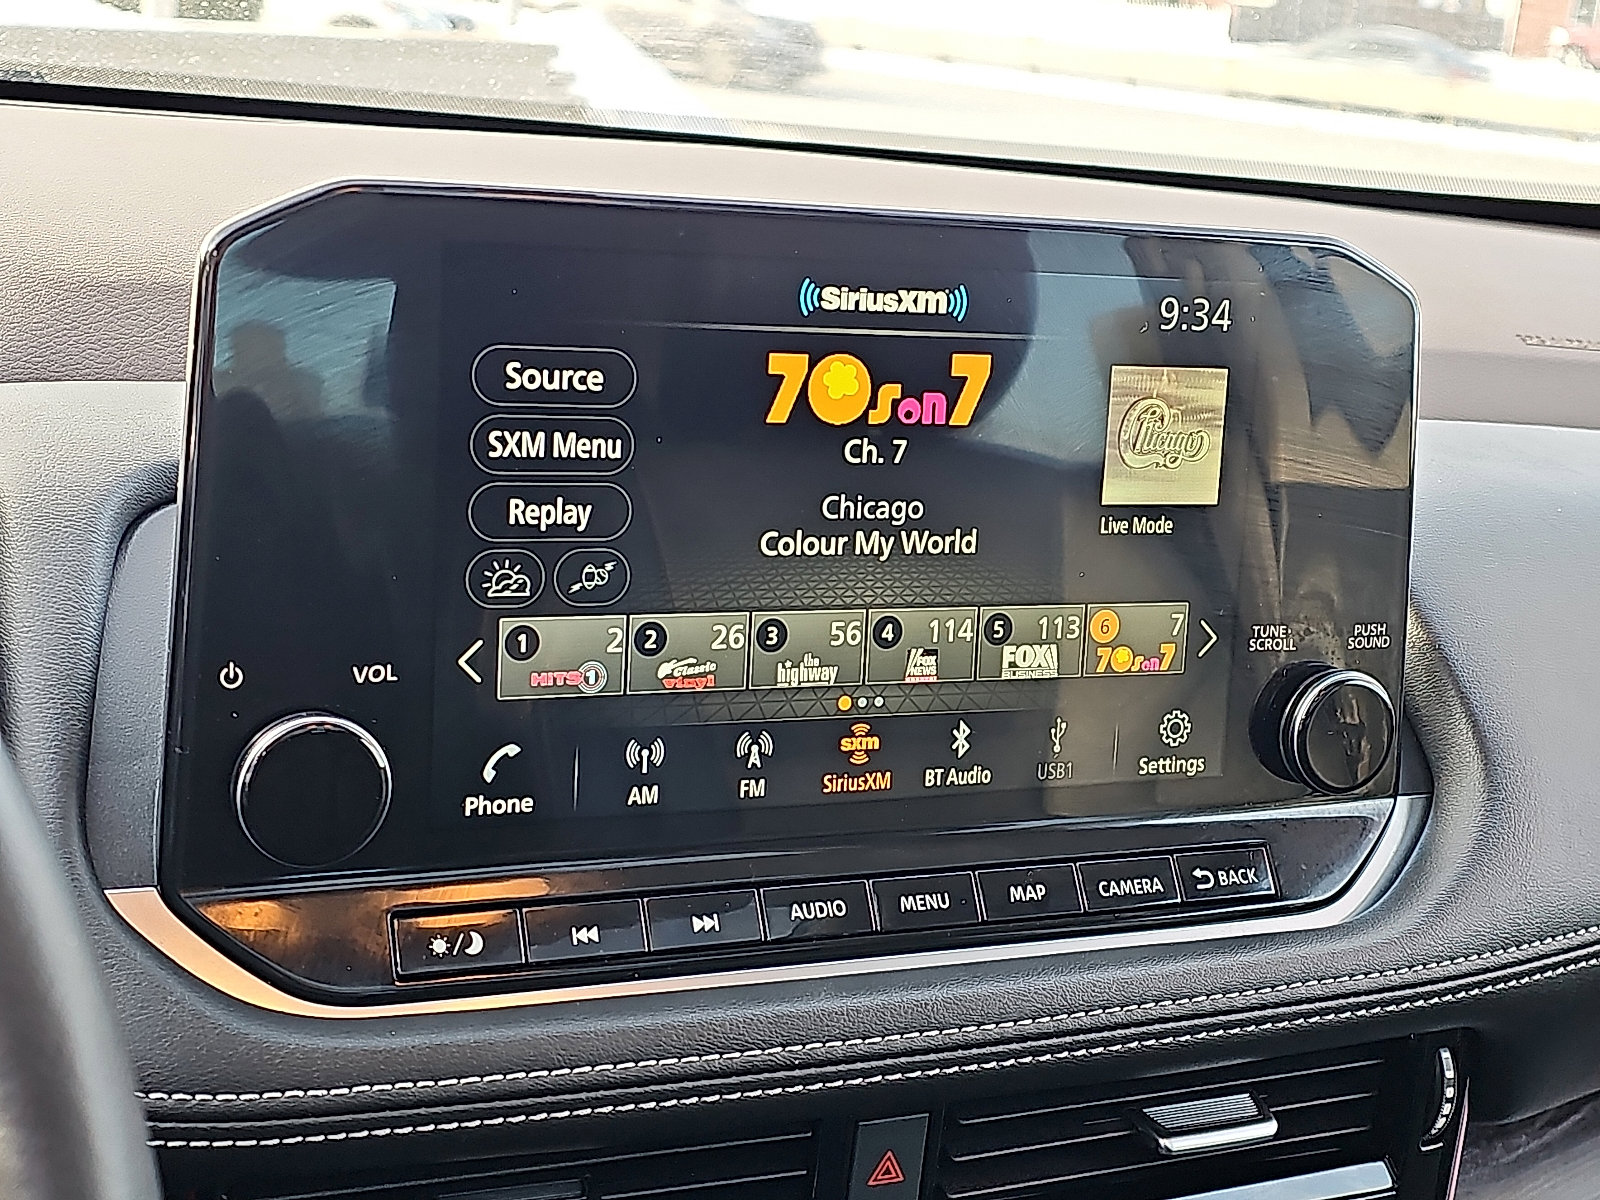 SiriusXM
9:34
Source
SXM Menu
Replay
70s on 7
Ch. 7
Chicago
Colour My World
Chicago
Live Mode
1 2
HITS 1
2 26
Classic
vinyl
3 56
the
highway
4 114
FOX
NEWS
5 113
FOX
BUSINESS
6 7
70s on 7
VOL
TUNE•
SCROLL
PUSH
SOUND
Phone
AM
FM
sxm
SiriusXM
BT Audio
USB1
Settings
AUDIO
MENU
MAP
CAMERA
BACK